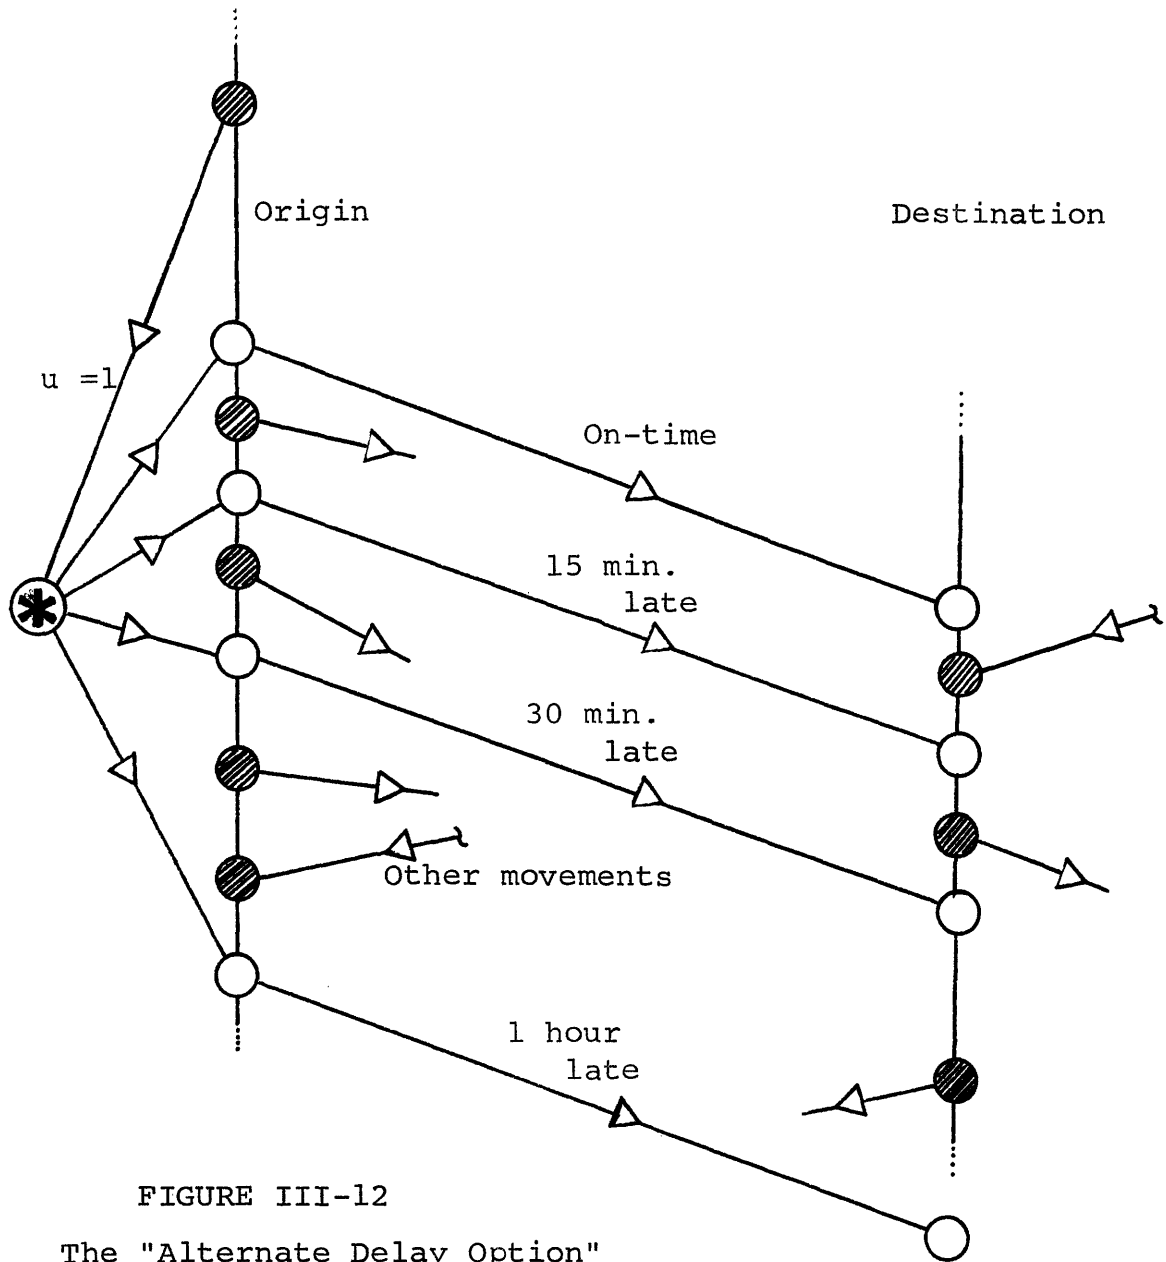 Origin
Destination
u =1
On-time
15 min.
late
30 min.
late
Other movements
1 hour
late
FIGURE III-12
The "Alternate Delay Option"